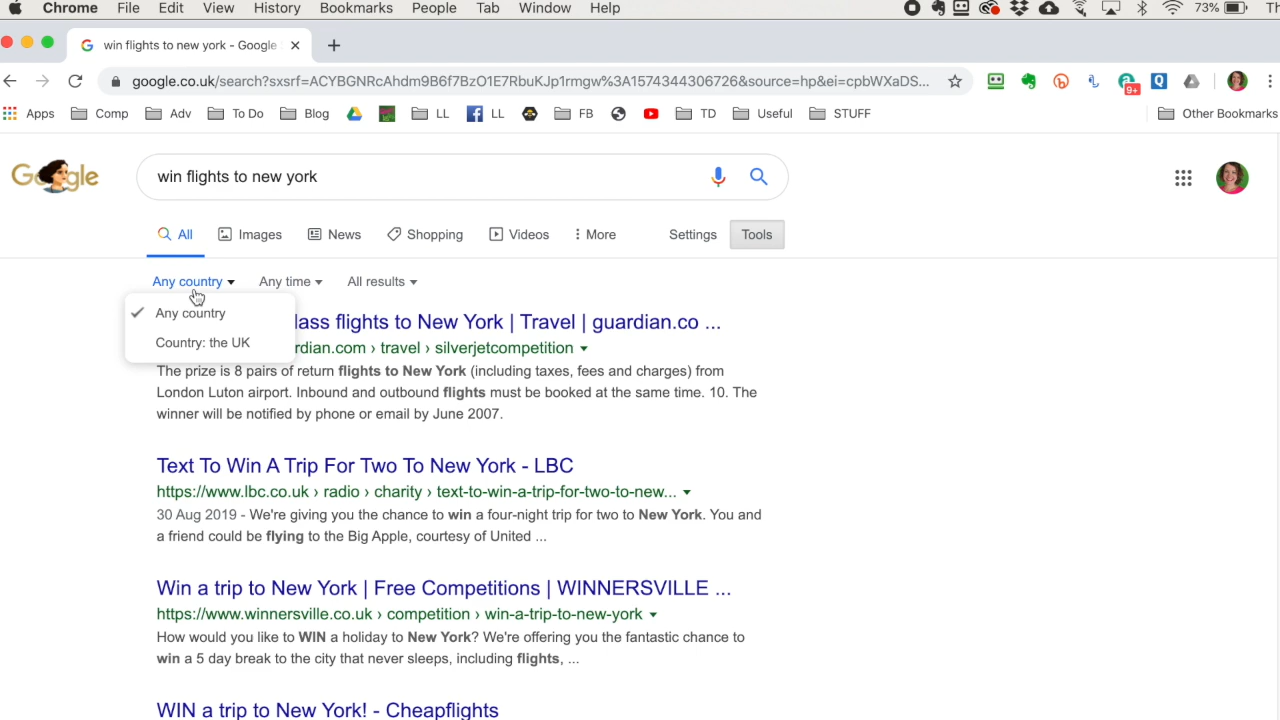 Chrome File Edit View History Bookmarks People Tab Window Help 73% Th
win flights to new york - Google
google.co.uk/search?sxsrf=ACYBGNRcAhdm9B6f7BzO1E7RbuKJp1rmgw%3A1574344306726&source=hp&ei=cpbWXaDS... 9+
Apps Comp Adv To Do Blog LL LL FB TD Useful STUFF Other Bookmarks
Google win flights to new york
All Images News Shopping Videos More Settings Tools
Any country Any time All results
Any country
Country: the UK
lass flights to New York | Travel | guardian.co ...
rdian.com › travel › silverjetcompetition
The prize is 8 pairs of return flights to New York (including taxes, fees and charges) from
London Luton airport. Inbound and outbound flights must be booked at the same time. 10. The
winner will be notified by phone or email by June 2007.
Text To Win A Trip For Two To New York - LBC
https://www.lbc.co.uk › radio › charity › text-to-win-a-trip-for-two-to-new...
30 Aug 2019 - We're giving you the chance to win a four-night trip for two to New York. You and
a friend could be flying to the Big Apple, courtesy of United ...
Win a trip to New York | Free Competitions | WINNERSVILLE ...
https://www.winnersville.co.uk › competition › win-a-trip-to-new-york
How would you like to WIN a holiday to New York? We're offering you the fantastic chance to
win a 5 day break to the city that never sleeps, including flights, ...
WIN a trip to New York! - Cheapflights